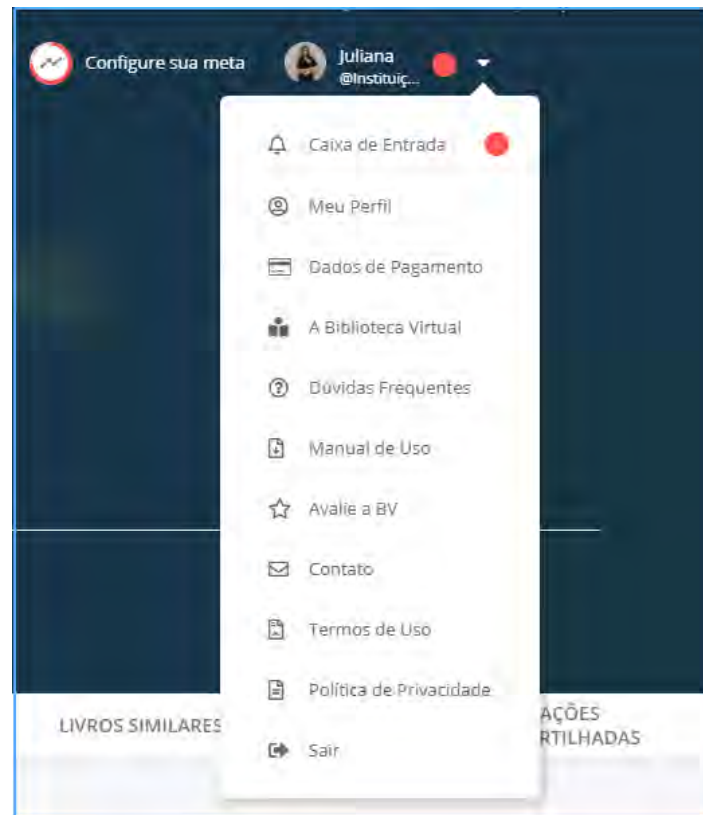 Configure sua meta
Juliana
@Instituiç...
Caixa de Entrada
Meu Perfil
Dados de Pagamento
A Biblioteca Virtual
Dúvidas Frequentes
Manual de Uso
Avalie a BV
Contato
Termos de Uso
Política de Privacidade
Sair
LIVROS SIMILARES
AÇÕES
RTILHADAS